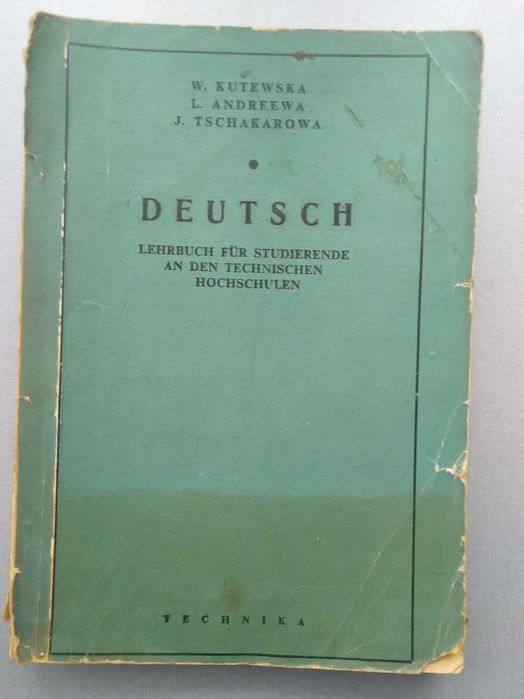 W. KUTEWSKA
L. ANDREEWA
J. TSCHAKAROWA
DEUTSCH
LEHRBUCH FÜR STUDIERENDE
AN DEN TECHNISCHEN
HOCHSCHULEN
TECHNIKA